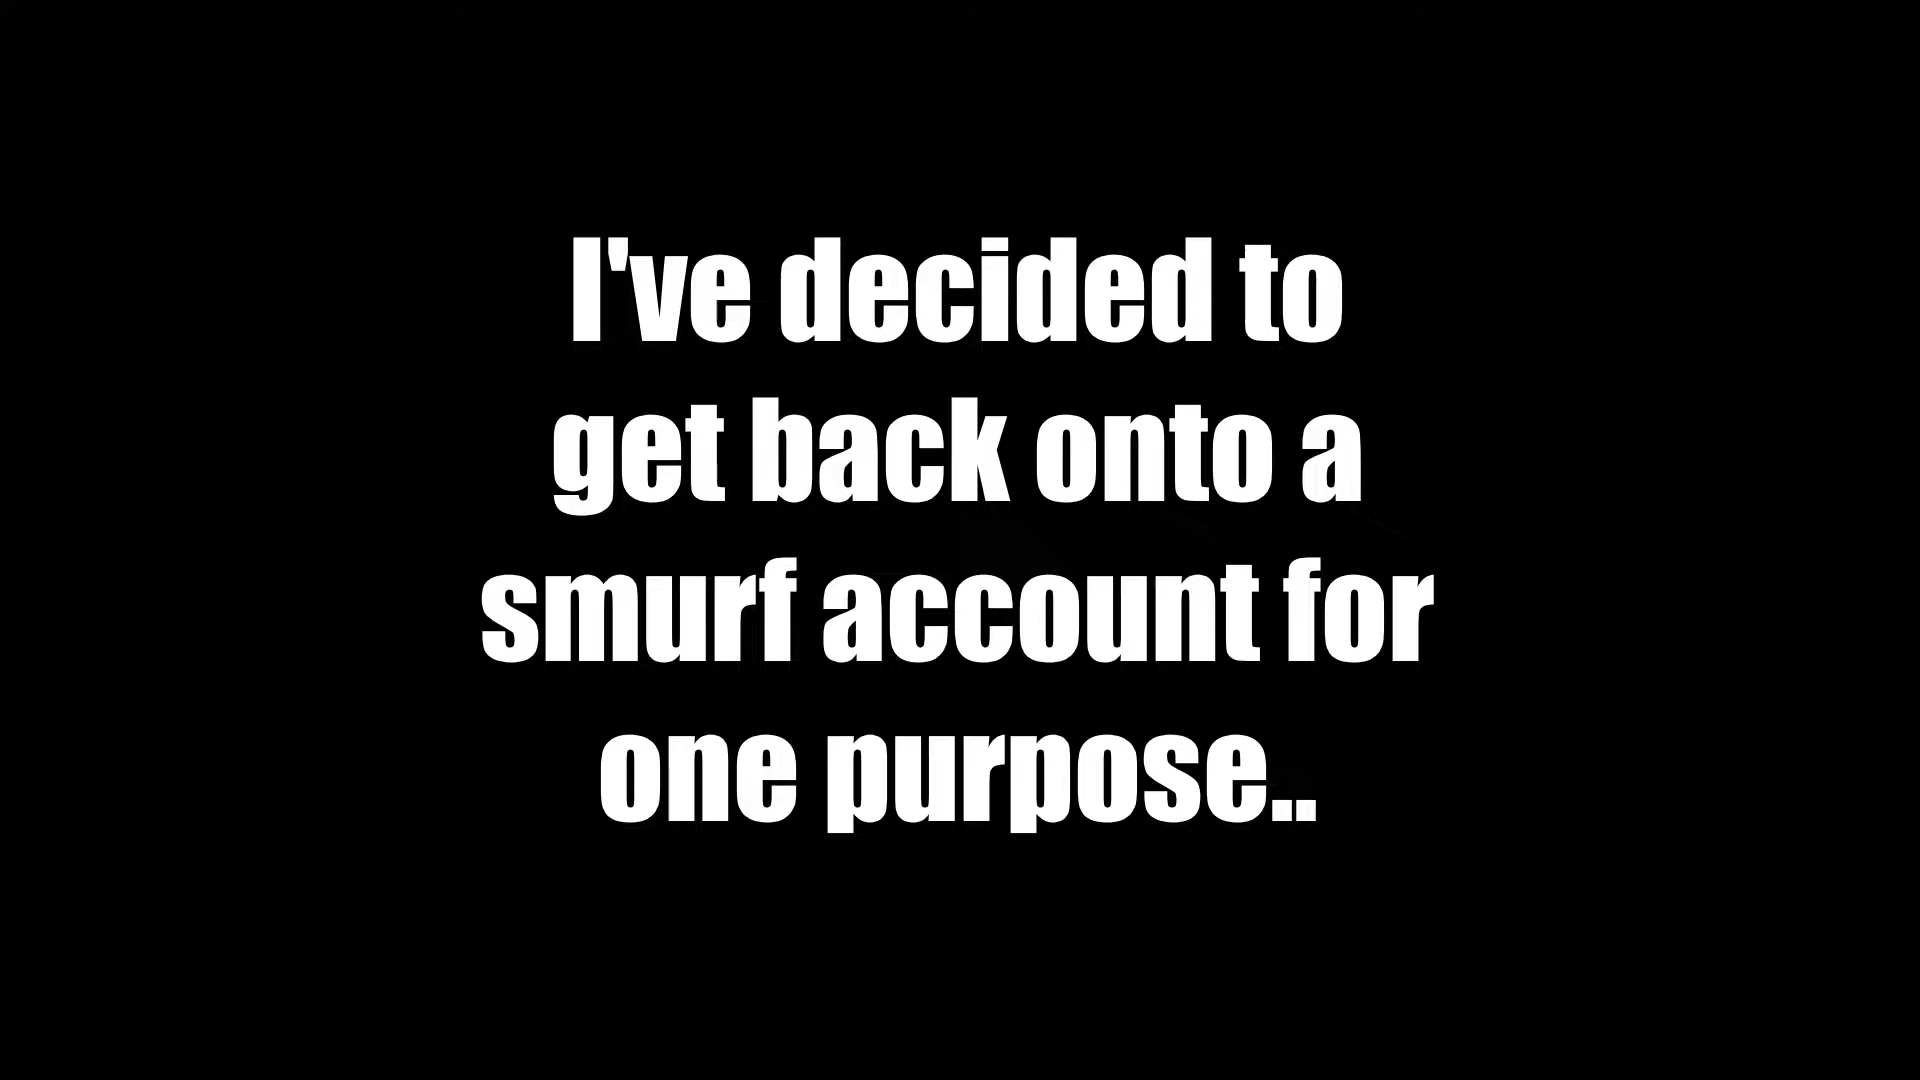 I've decided to
get back onto a
smurf account for
one purpose..